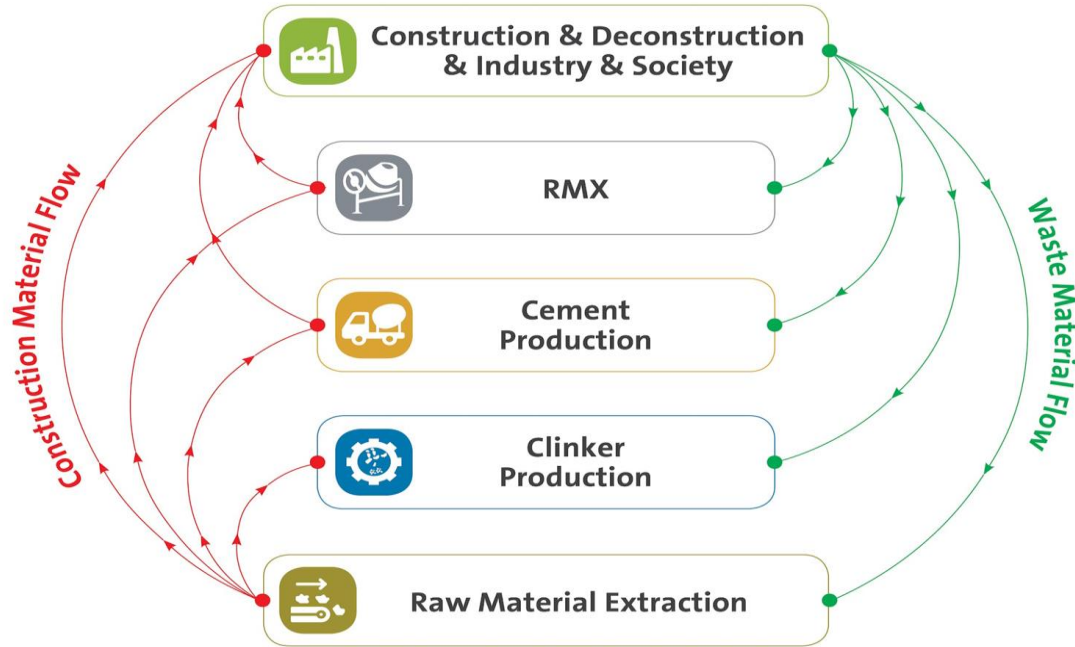 Construction & Deconstruction
& Industry & Society
RMX
Cement
Production
Clinker
Production
Raw Material Extraction
Construction Material Flow
Waste Material Flow